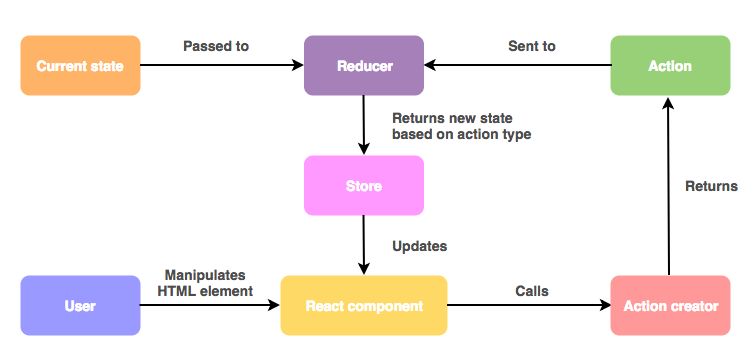 Passed to
Sent to
Current state
Reducer
Action
Returns new state
based on action type
Store
Returns
Updates
Manipulates
HTML element
Calls
User
React component
Action creator